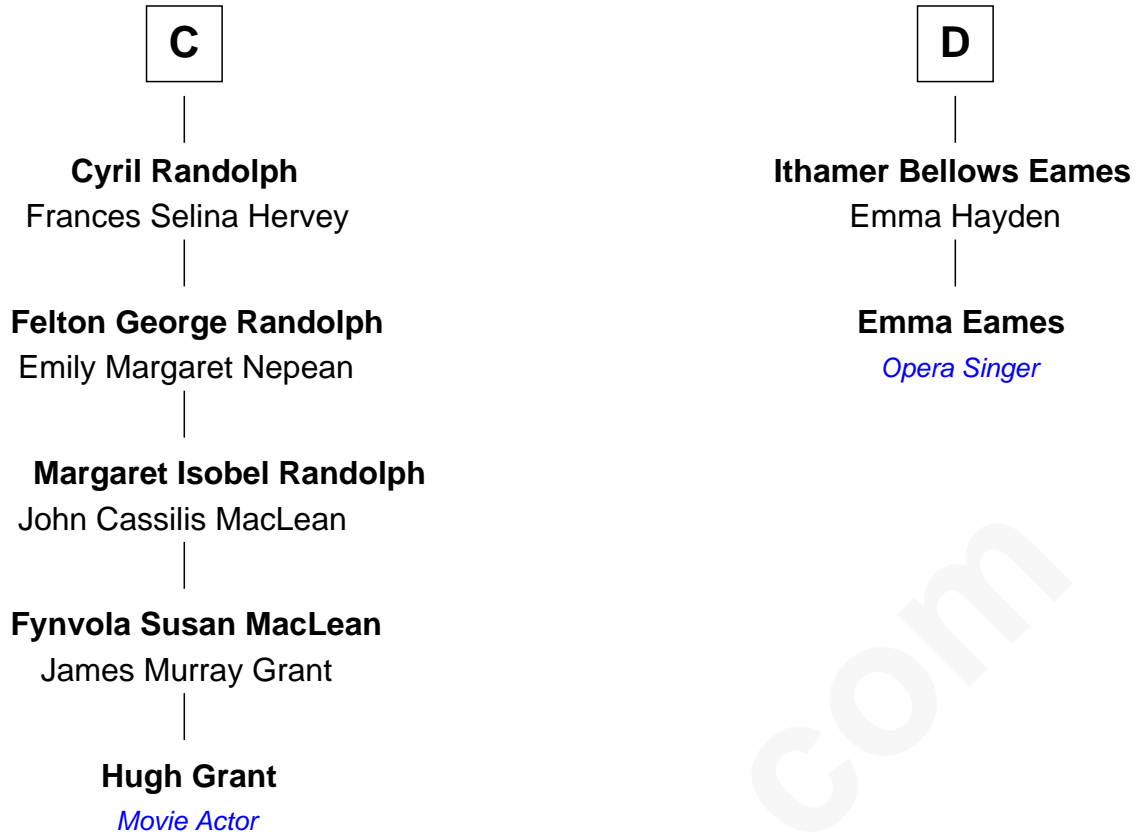 C
Cyril Randolph
Frances Selina Hervey
Felton George Randolph
Emily Margaret Nepean
Margaret Isobel Randolph
John Cassilis MacLean
Fynvola Susan MacLean
James Murray Grant
Hugh Grant
Movie Actor
D
Ithamer Bellows Eames
Emma Hayden
Emma Eames
Opera Singer
com